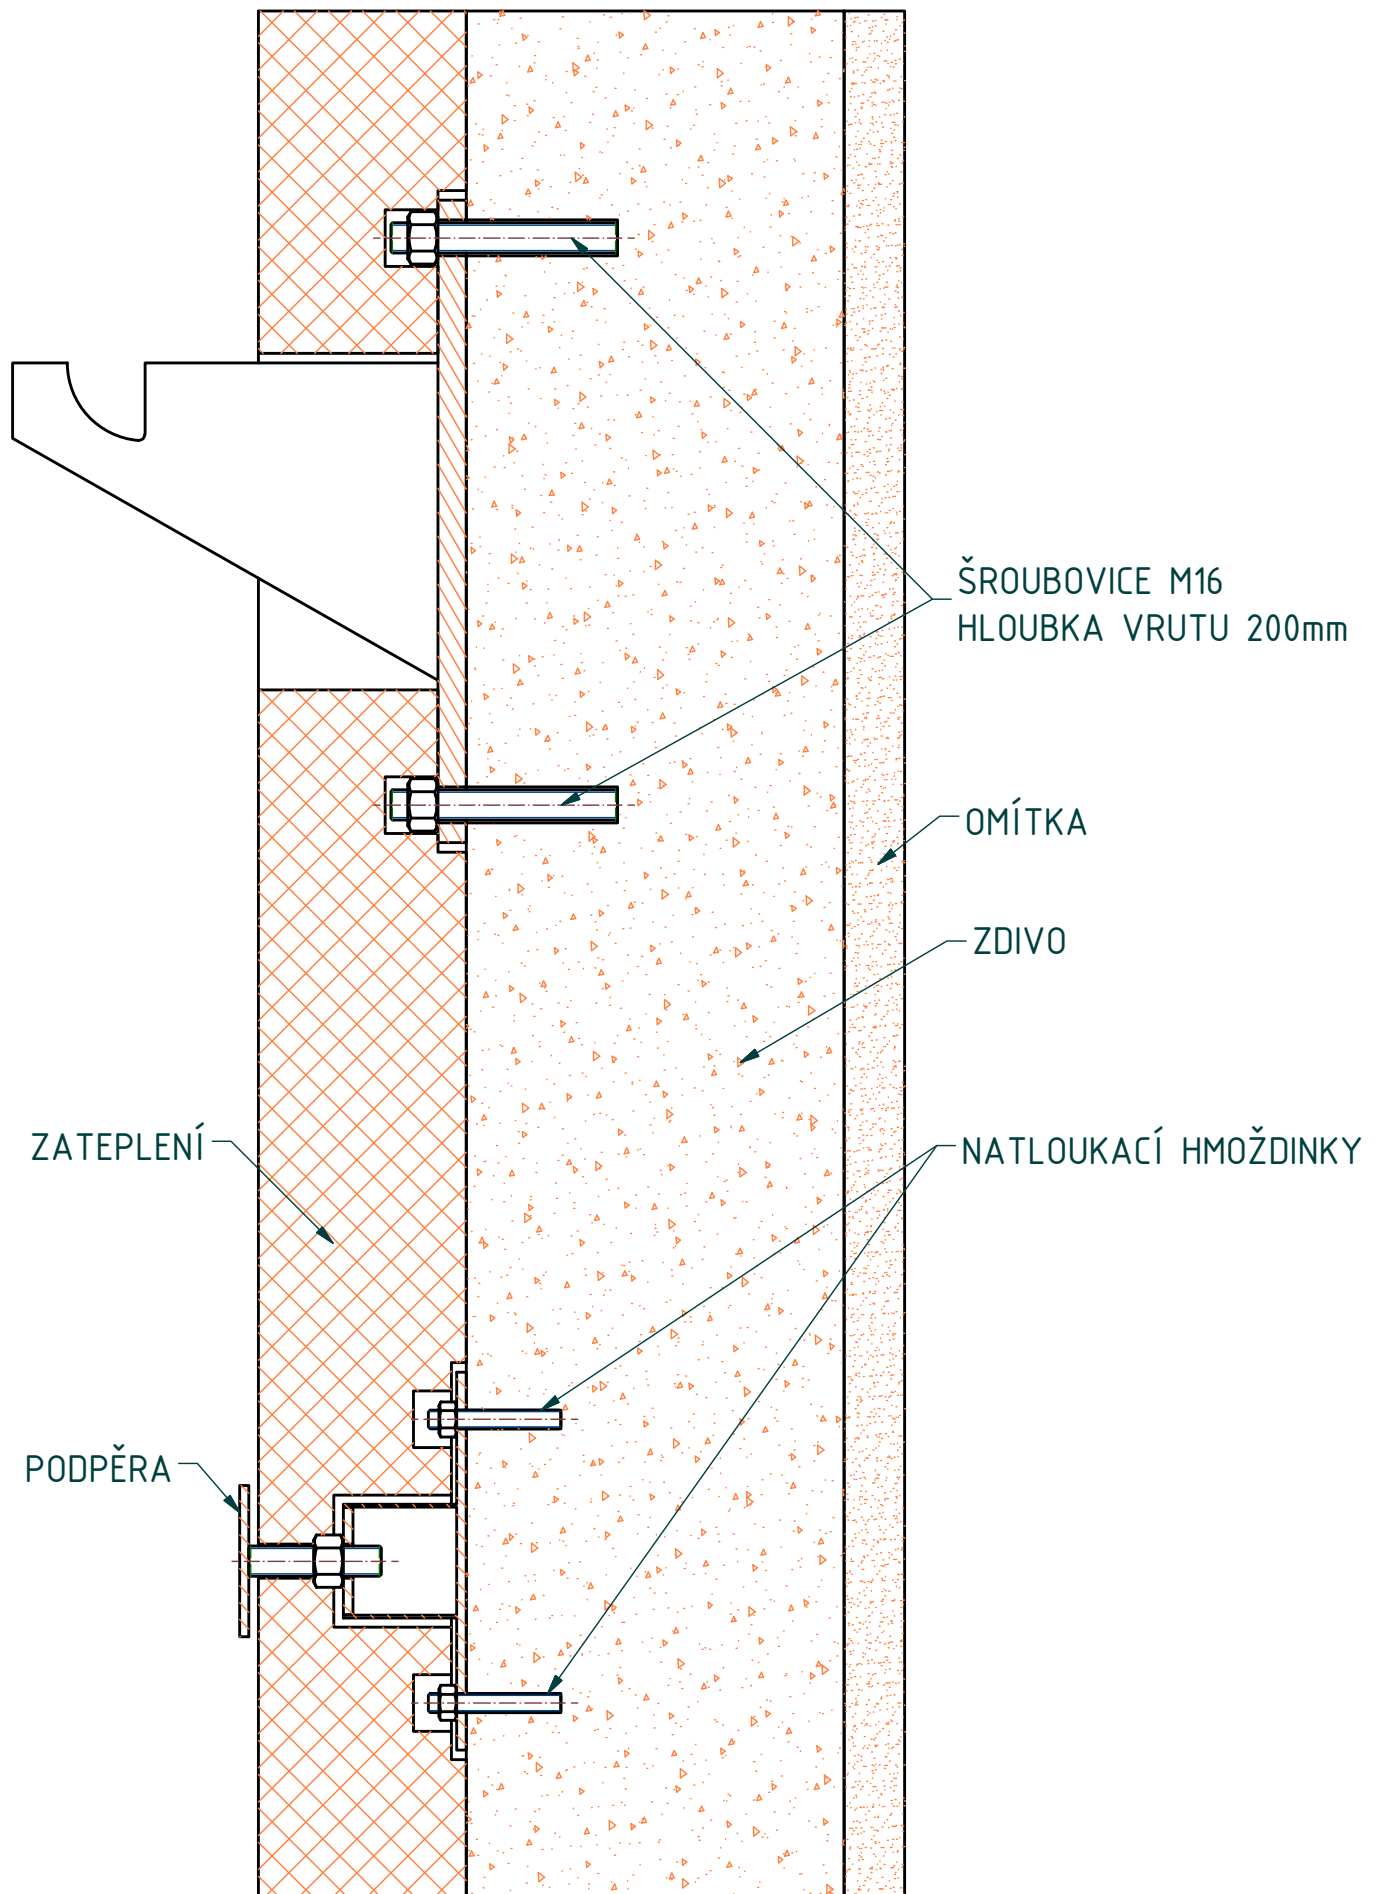 ŠROUBOVICE M16
HLOUBKA VRUTU 200mm
OMÍTKA
ZDIVO
ZATEPLENÍ
NATLOUKACÍ HMOŽDINKY
PODPĚRA